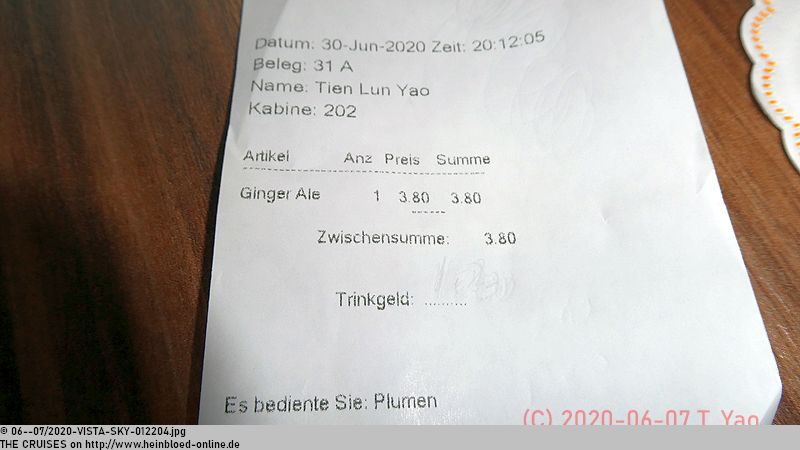 Datum: 30-Jun-2020 Zeit: 20:12:05
Beleg: 31 A
Name: Tien Lun Yao
Kabine: 202
Artikel Anz Preis Summe
Ginger Ale 1 3.80 3.80
Zwischensumme: 3.80
Trinkgeld: ..........
Es bediente Sie: Plumen
(C) 2020-06-07 T. Yao
© 06--07/2020-VISTA-SKY-012204.jpg
THE CRUISES on http://www.heinbloed-online.de